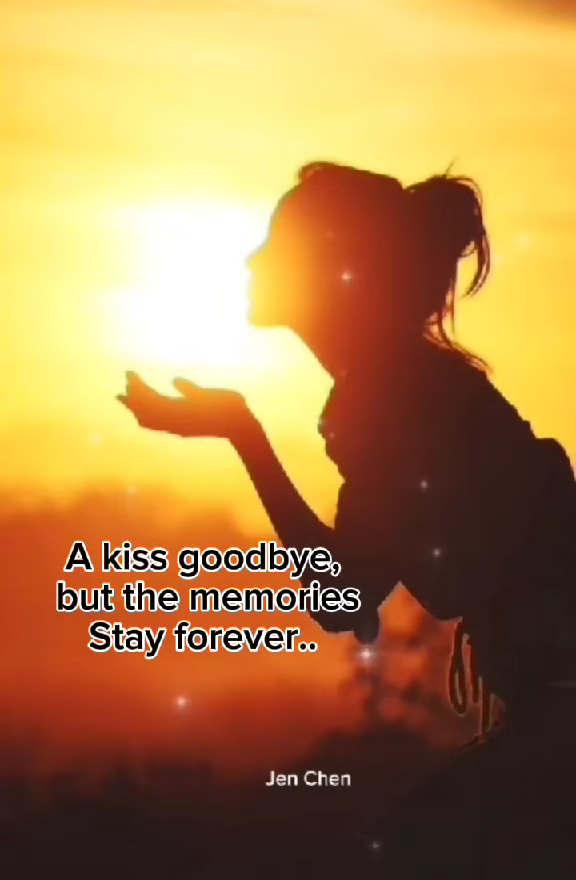 A kiss goodbye,
but the memories
Stay forever..
Jen Chen